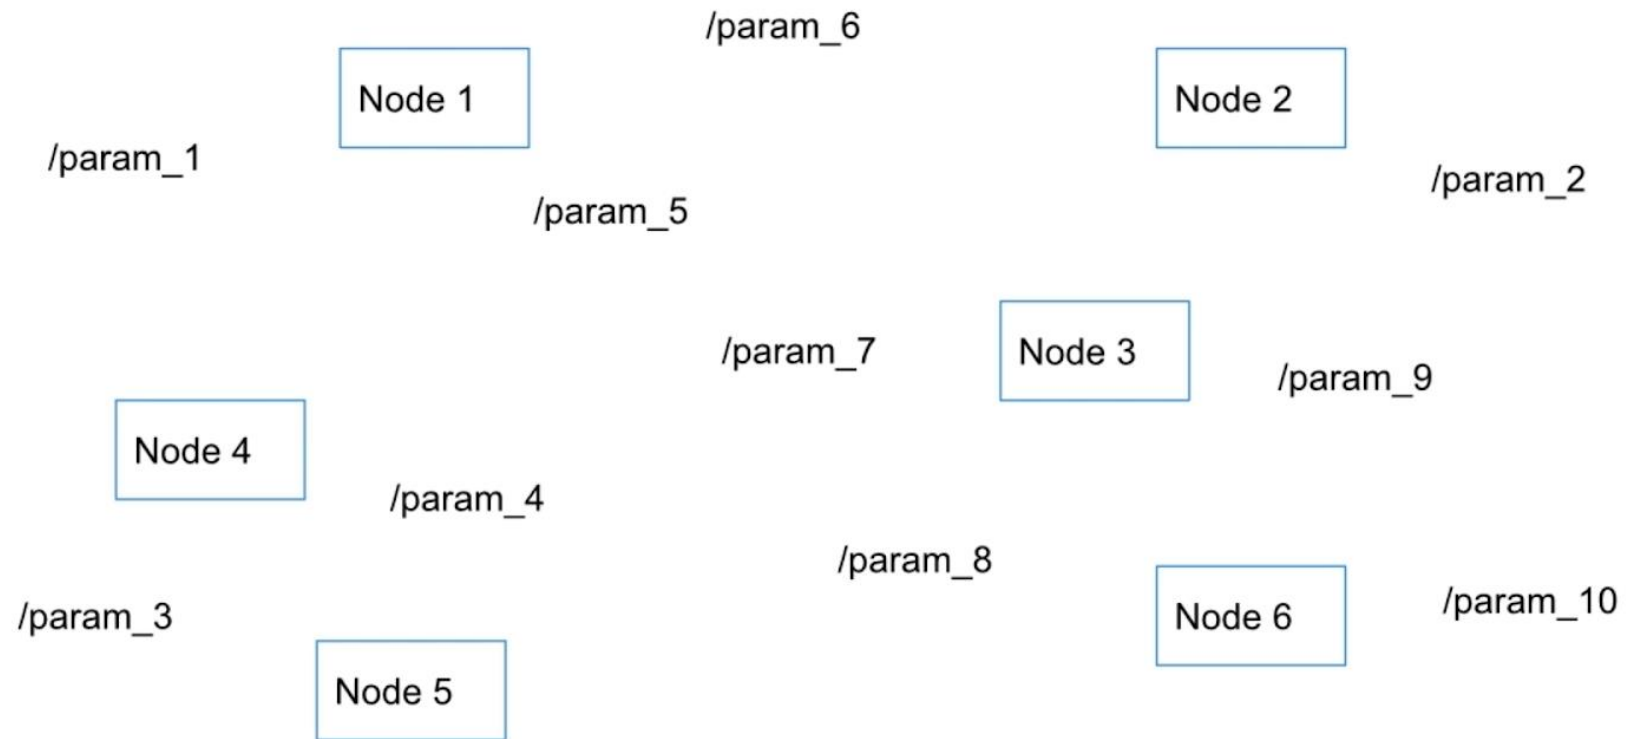 /param_6
Node 1
Node 2
/param_1
/param_2
/param_5
/param_7
Node 3
/param_9
Node 4
/param_4
/param_8
/param_3
Node 6
/param_10
Node 5